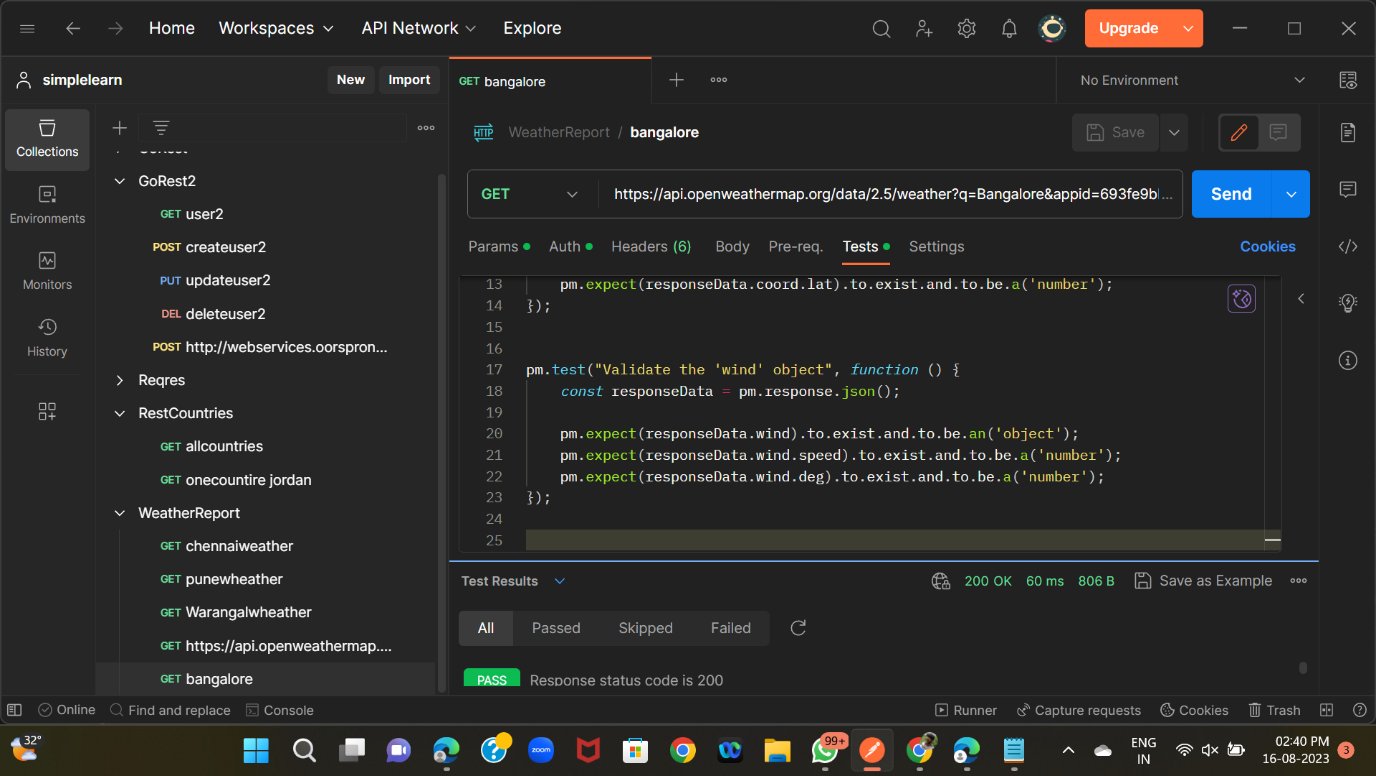 Home Workspaces API Network Explore Upgrade
simplelearn New Import GET bangalore No Environment
HTTP WeatherReport / bangalore Save
Collections
Environments
Monitors
History
GoRest2
GET user2
POST createuser2
PUT updateuser2
DEL deleteuser2
POST http://webservices.oorspron...
Reqres
RestCountries
GET allcountries
GET onecountire jordan
WeatherReport
GET chennaiweather
GET punewheather
GET Warangalwheather
GET https://api.openweathermap....
GET bangalore
GET https://api.openweathermap.org/data/2.5/weather?q=Bangalore&appid=693fe9b... Send
Params Auth Headers (6) Body Pre-req. Tests Settings Cookies
13 pm.expect(responseData.coord.lat).to.exist.and.to.be.a('number');
14 });
15
16
17 pm.test("Validate the 'wind' object", function () {
18 const responseData = pm.response.json();
19
20 pm.expect(responseData.wind).to.exist.and.to.be.an('object');
21 pm.expect(responseData.wind.speed).to.exist.and.to.be.a('number');
22 pm.expect(responseData.wind.deg).to.exist.and.to.be.a('number');
23 });
24
25
Test Results 200 OK 60 ms 806 B Save as Example
All Passed Skipped Failed
PASS Response status code is 200
Online Find and replace Console Runner Capture requests Cookies Trash
32° zoom 99+ ENG 02:40 PM
IN 16-08-2023 3